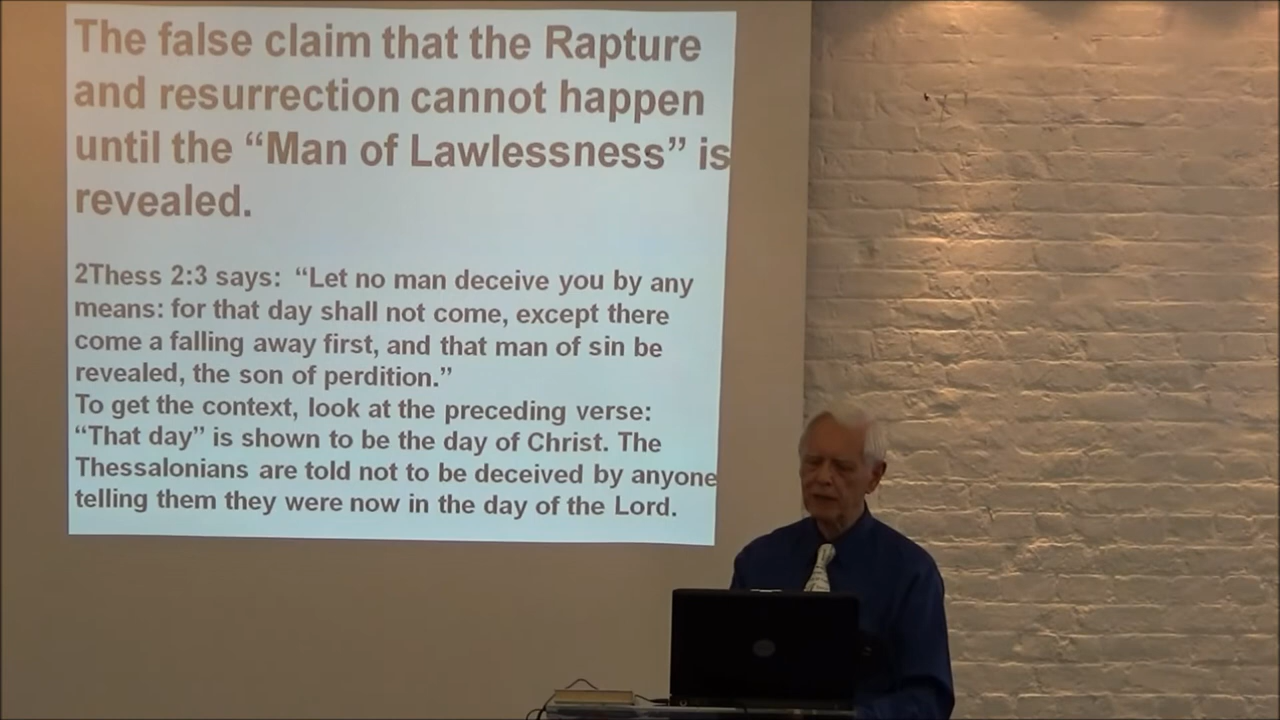 The false claim that the Rapture
and resurrection cannot happen
until the “Man of Lawlessness” is
revealed.
2Thess 2:3 says: “Let no man deceive you by any
means: for that day shall not come, except there
come a falling away first, and that man of sin be
revealed, the son of perdition.”
To get the context, look at the preceding verse:
“That day” is shown to be the day of Christ. The
Thessalonians are told not to be deceived by anyone
telling them they were now in the day of the Lord.